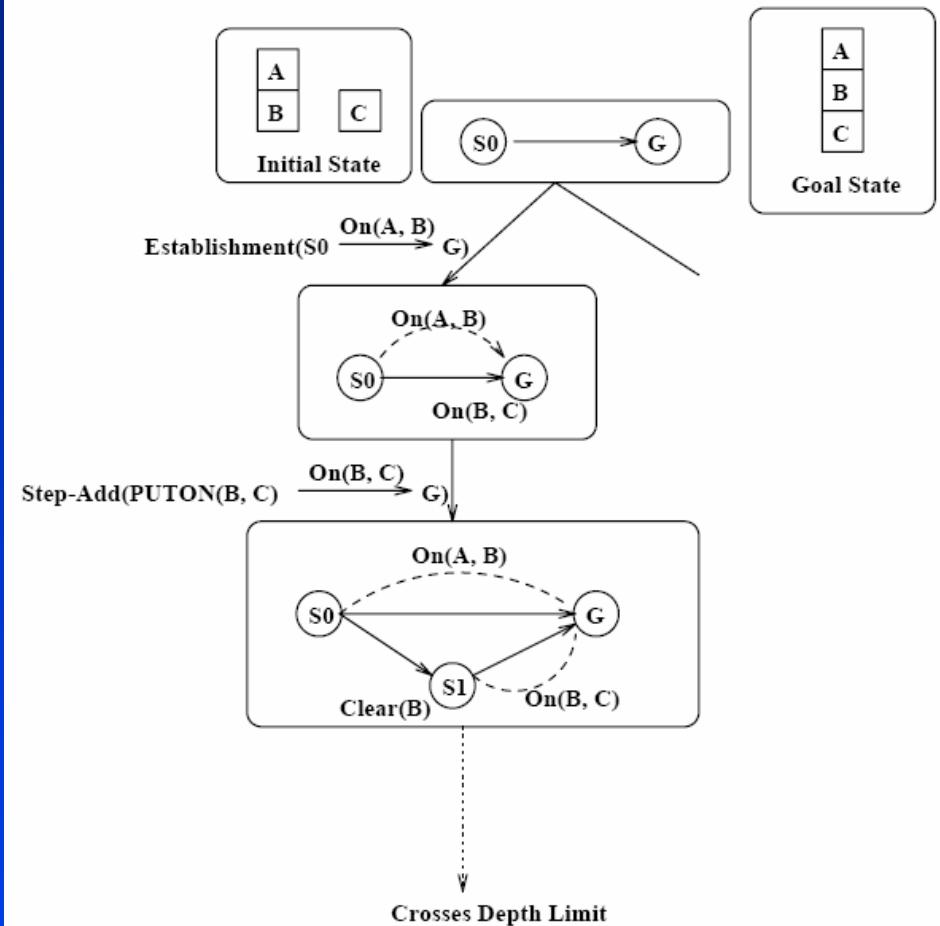 A
B
C
Initial State
S0
G
A
B
C
Goal State
On(A, B)
Establishment(S0
G)
On(A, B)
S0
G
On(B, C)
On(B, C)
Step-Add(PUTON(B, C)
G)
On(A, B)
S0
G
S1
Clear(B)
On(B, C)
Crosses Depth Limit